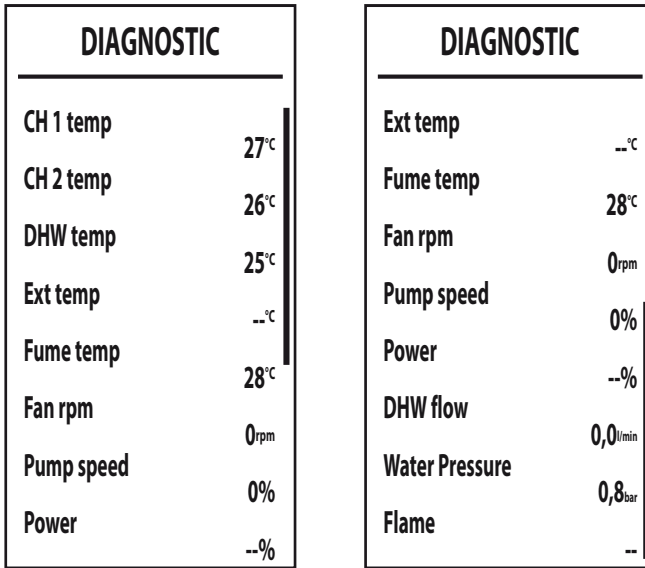 DIAGNOSTIC
CH 1 temp
27°C
CH 2 temp
26°C
DHW temp
25°C
Ext temp
--°C
Fume temp
28°C
Fan rpm
0rpm
Pump speed
0%
Power
--%
DIAGNOSTIC
Ext temp
--°C
Fume temp
28°C
Fan rpm
0rpm
Pump speed
0%
Power
--%
DHW flow
0,0l/min
Water Pressure
0,8bar
Flame
--